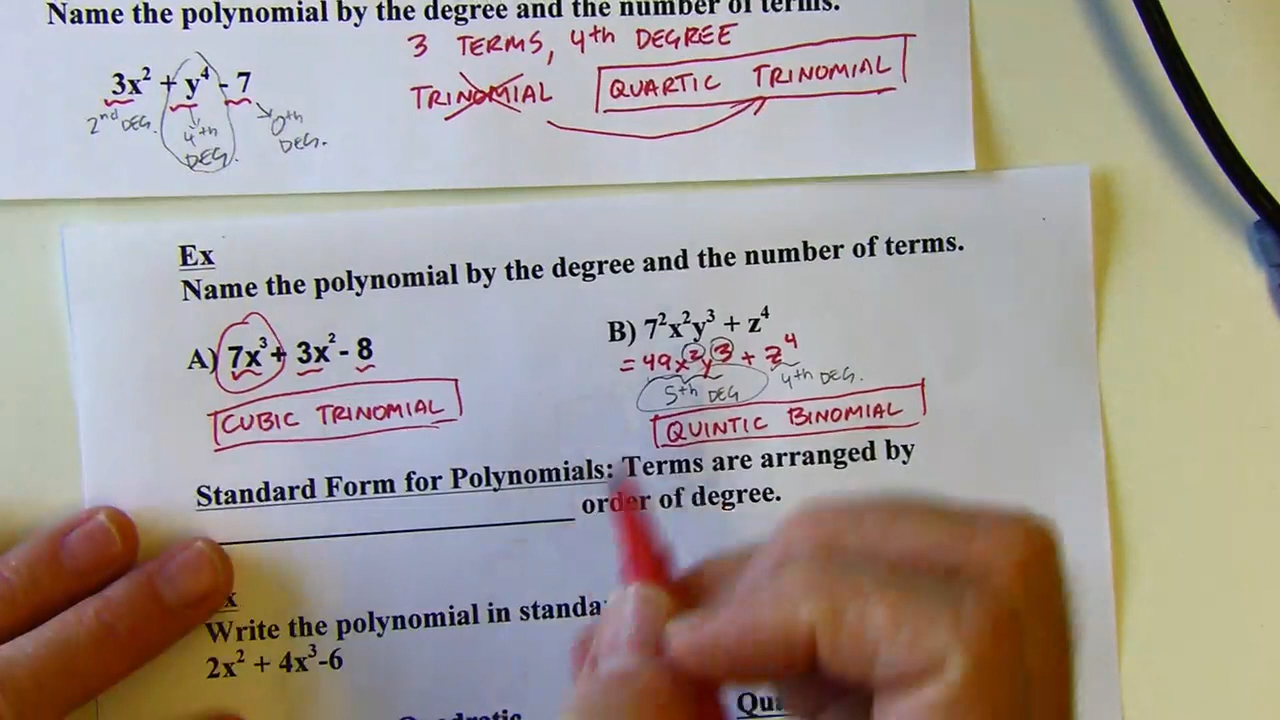 Name the polynomial by the degree and the number of terms.
3 TERMS, 4th DEGREE
3x² + y⁴ - 7
TRINOMIAL QUARTIC TRINOMIAL
2nd DEG. 4th DEG. 0th DEG.
Ex
Name the polynomial by the degree and the number of terms.
A) 7x³ + 3x² - 8
CUBIC TRINOMIAL
B) 7²x²y³ + z⁴
= 49x²y³ + z⁴
5th DEG 4th DEG.
QUINTIC BINOMIAL
Standard Form for Polynomials: Terms are arranged by
order of degree.
Write the polynomial in
2x² + 4x³-6